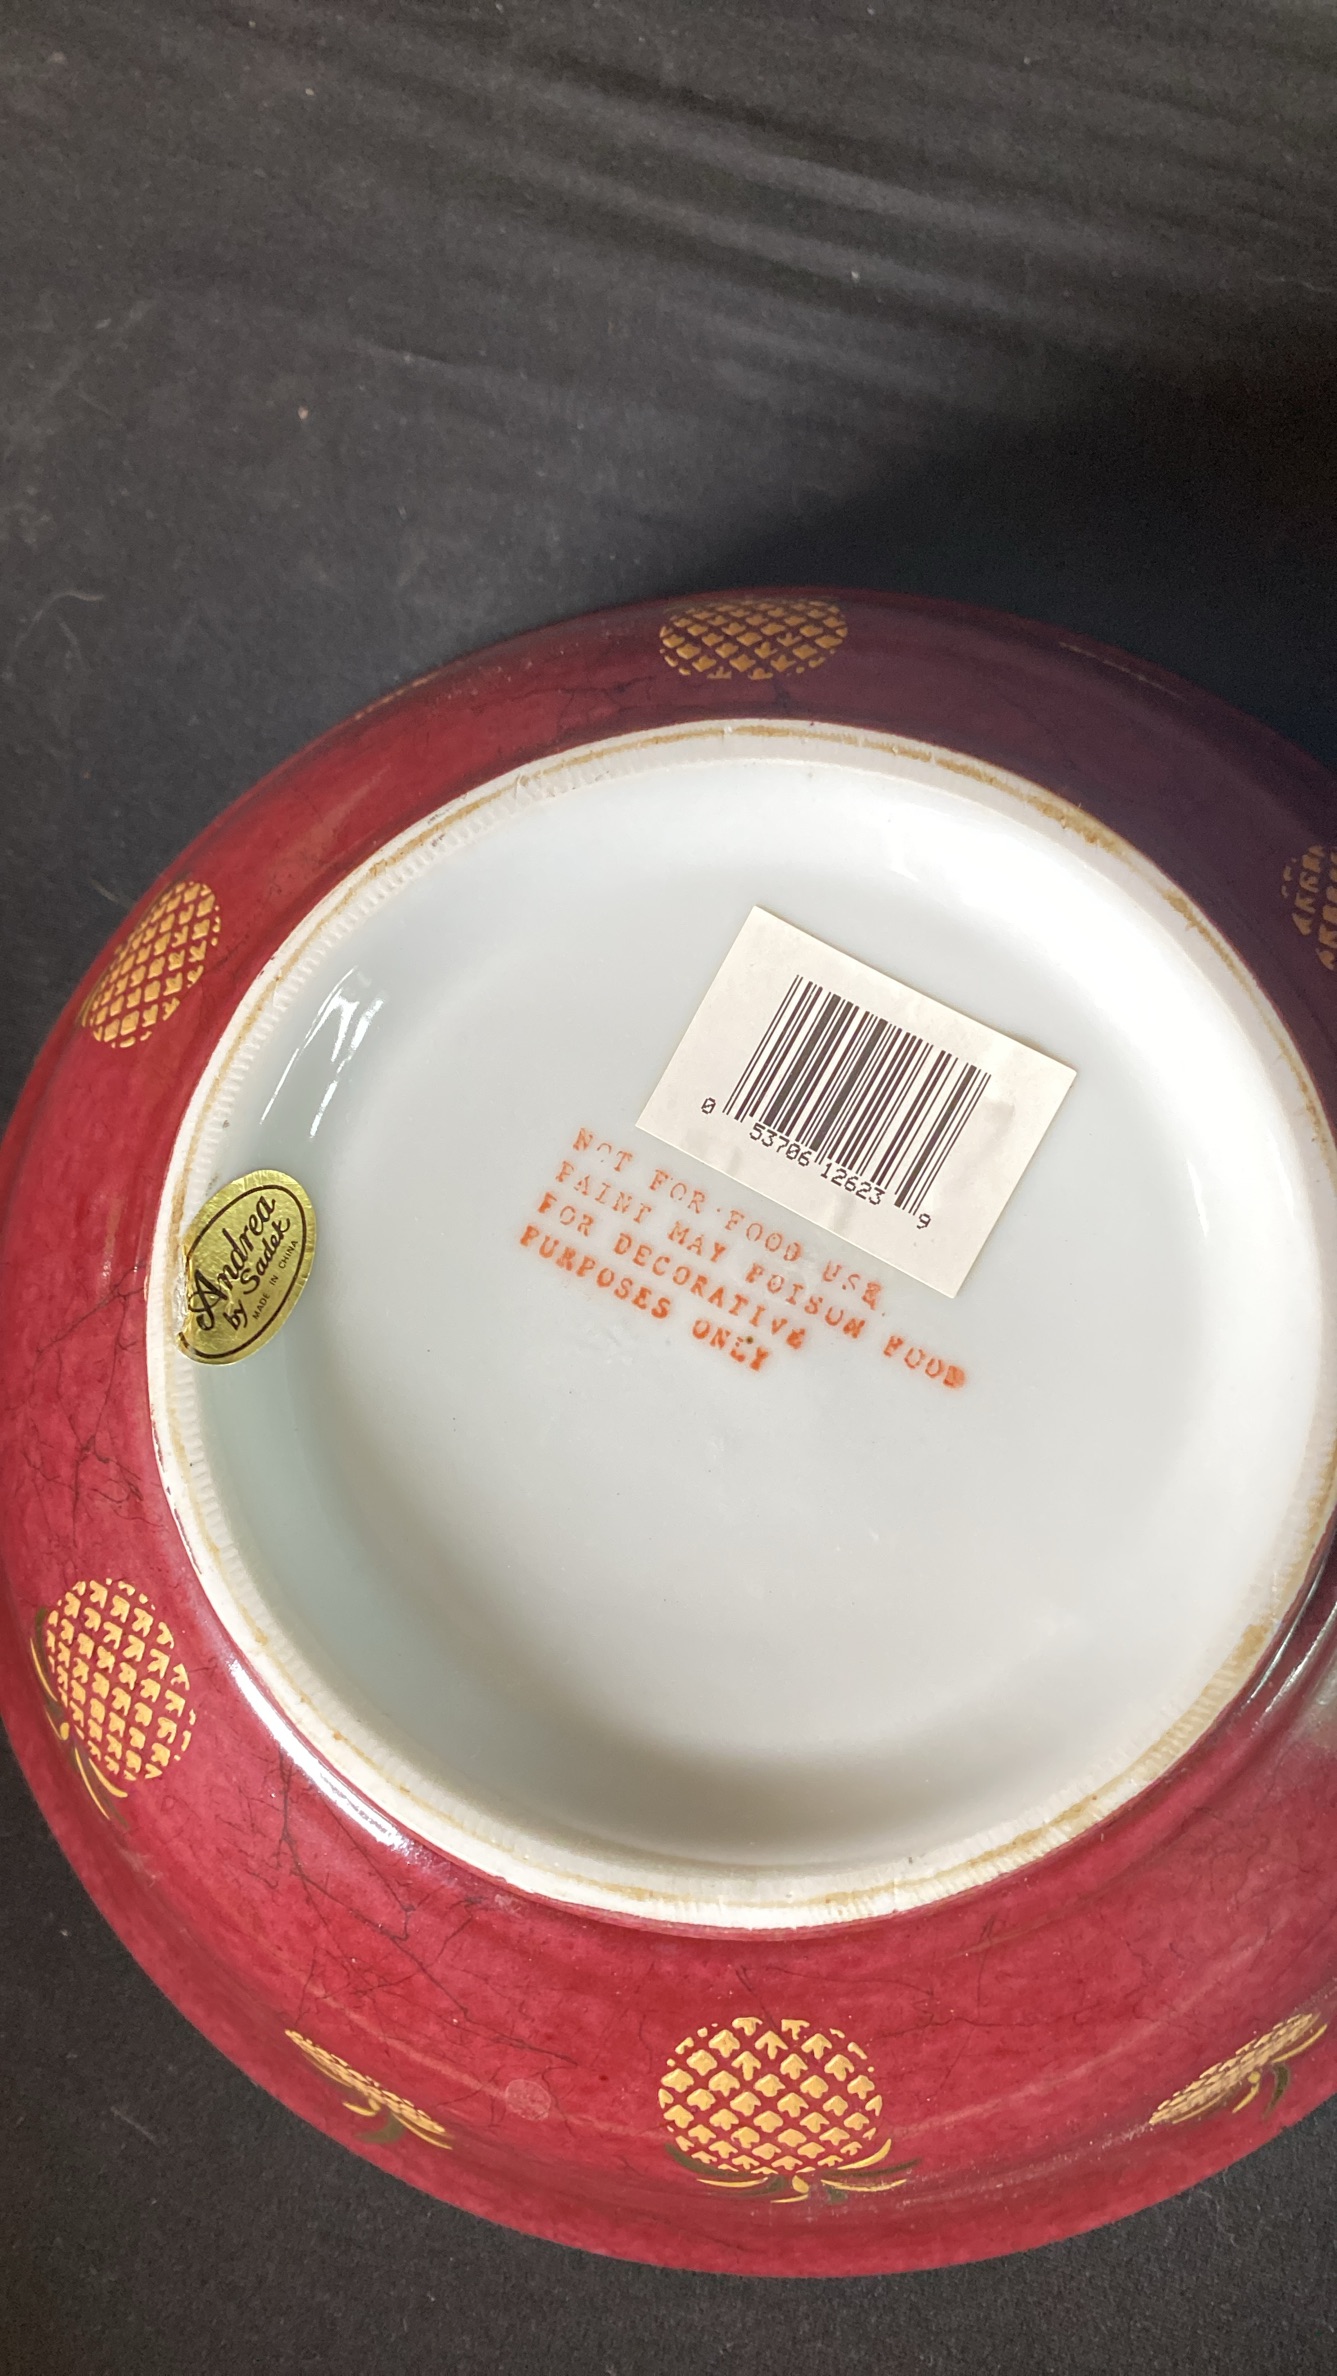 0 53706 12623 9
NOT FOR FOOD USE.
PAINT MAY POISON FOOD
FOR DECORATIVE
PURPOSES ONLY
Andrea
by Sadek
MADE IN CHINA